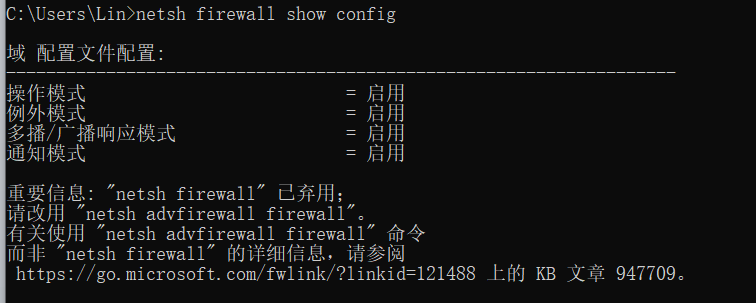 C:\Users\Lin>netsh firewall show config
域 配置文件配置:
-------------------------------------------------------------------
操作模式 = 启用
例外模式 = 启用
多播/广播响应模式 = 启用
通知模式 = 启用
重要信息: "netsh firewall" 已弃用;
请改用 "netsh advfirewall firewall"。
有关使用 "netsh advfirewall firewall" 命令
而非 "netsh firewall" 的详细信息，请参阅
https://go.microsoft.com/fwlink/?linkid=121488 上的 KB 文章 947709。